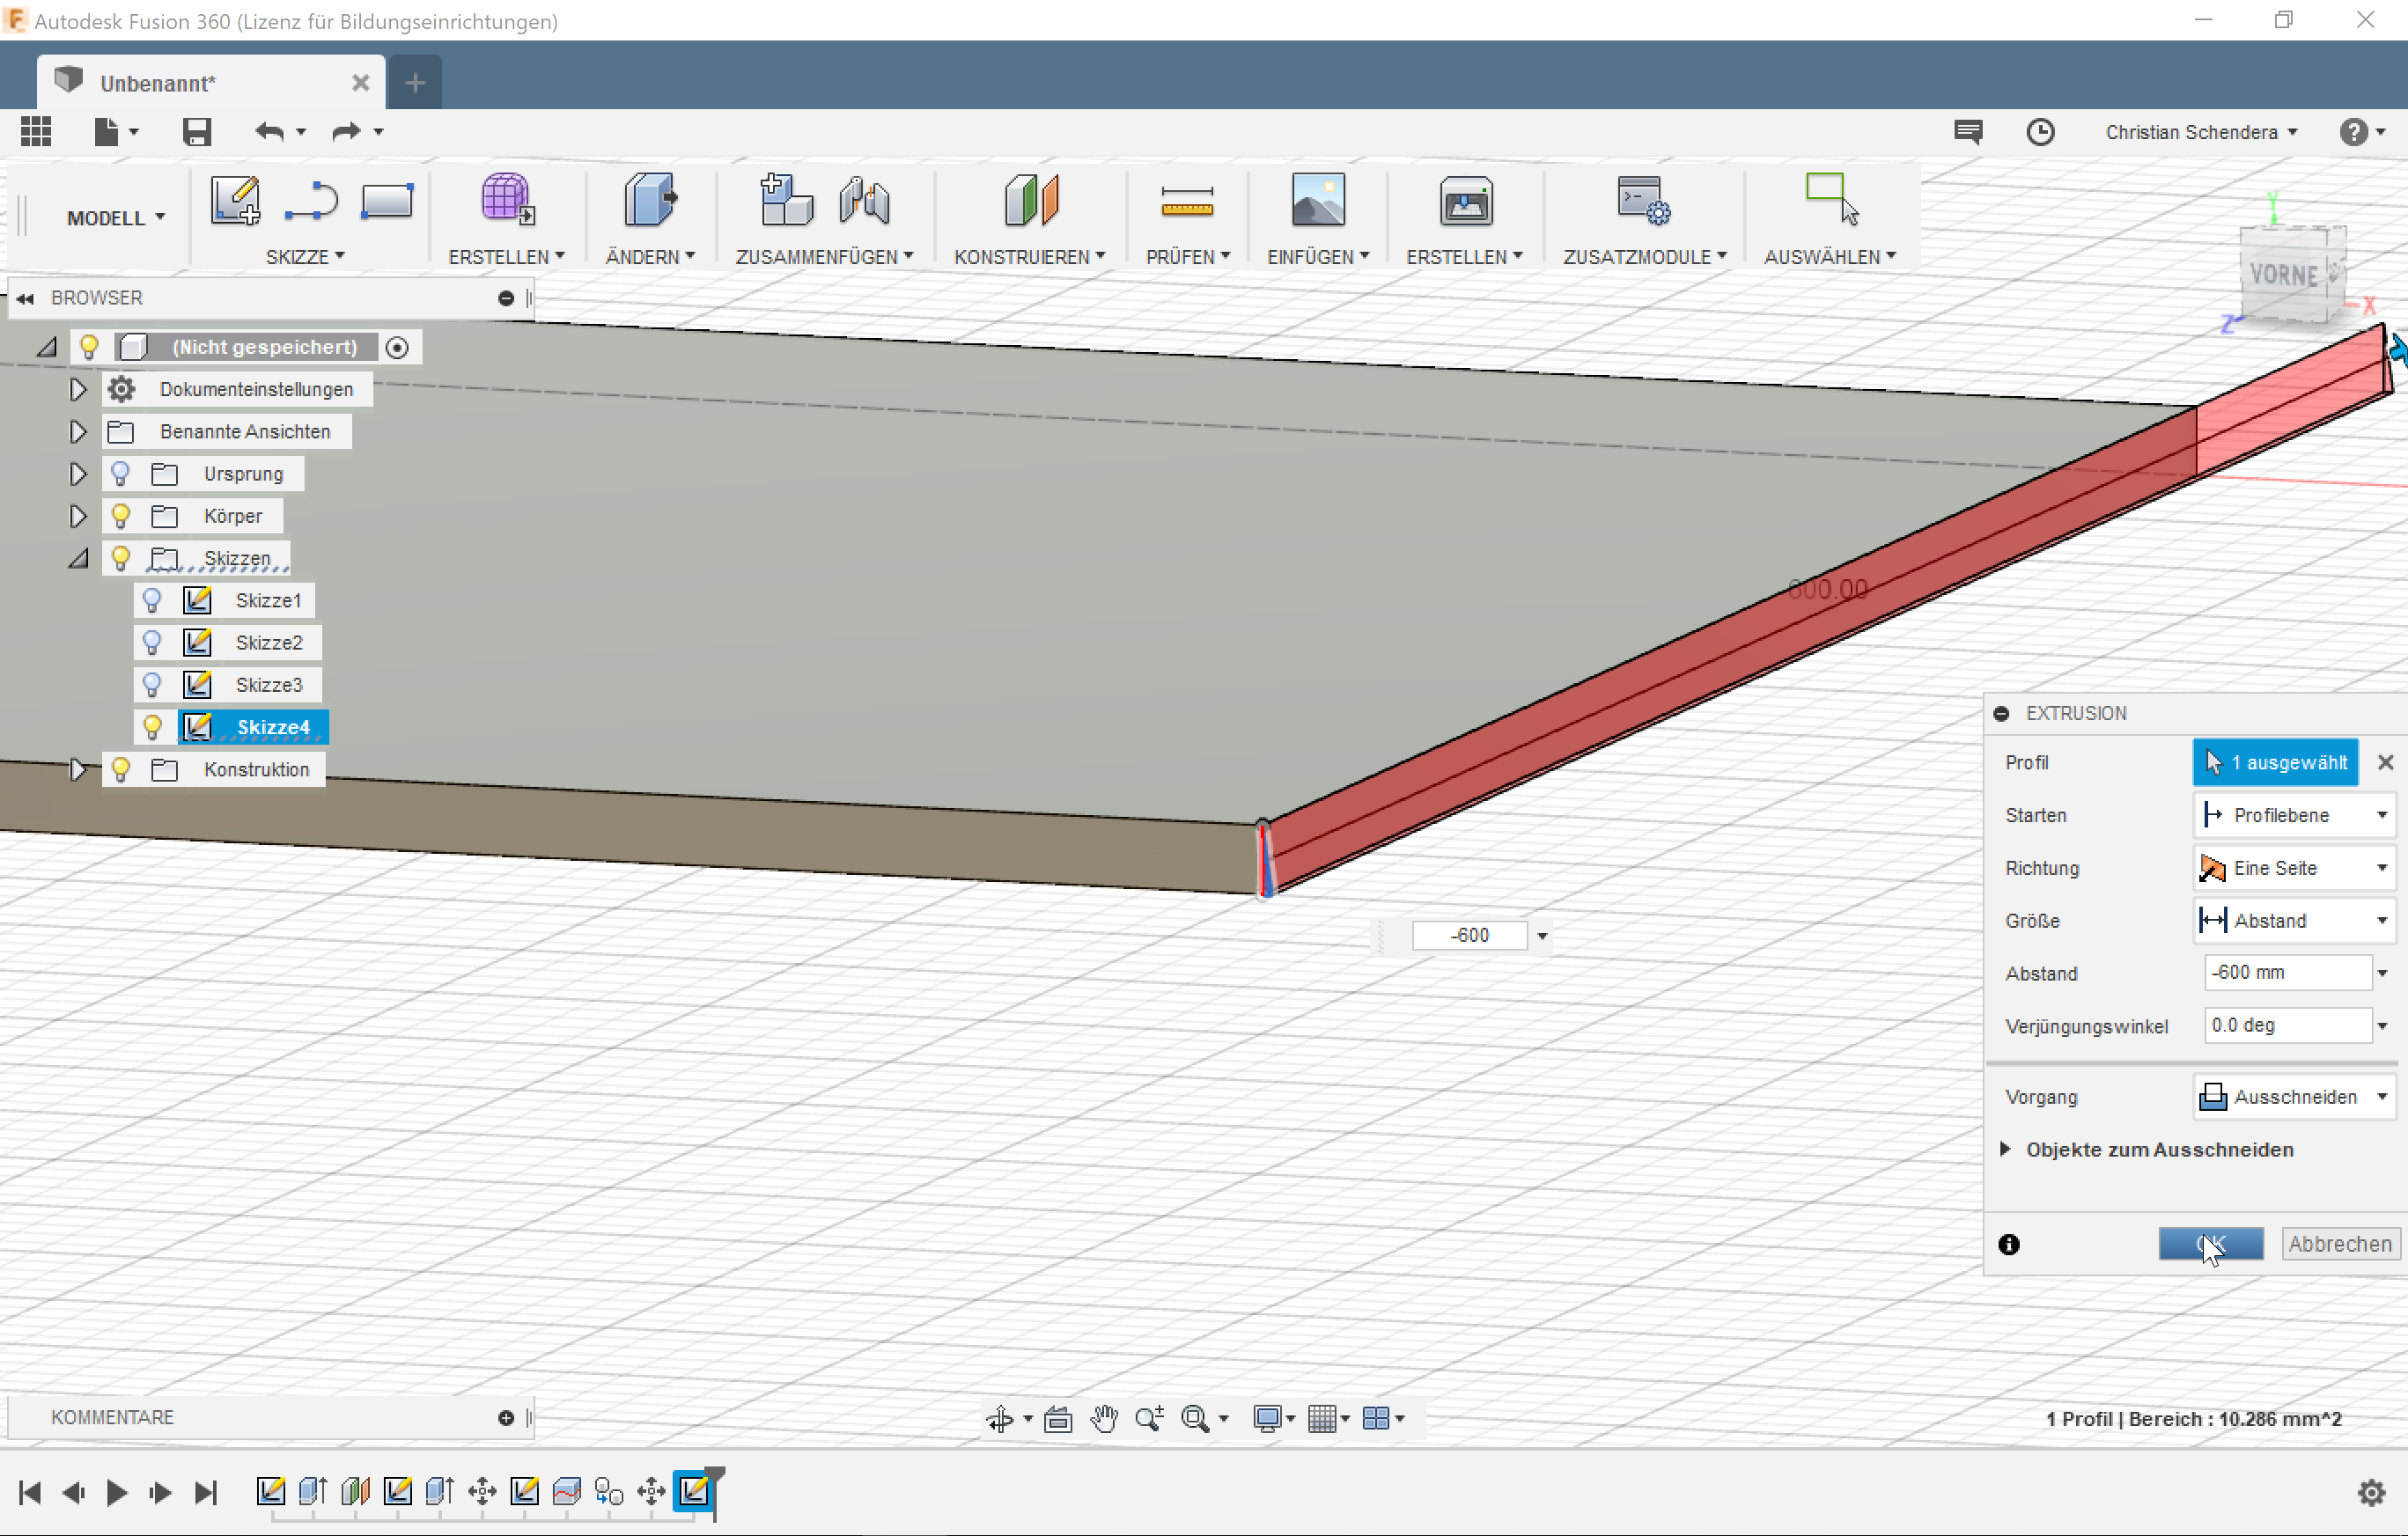 Autodesk Fusion 360 (Lizenz für Bildungseinrichtungen)
Unbenannt*
Christian Schendera
MODELL
SKIZZE
ERSTELLEN
ÄNDERN
ZUSAMMENFÜGEN
KONSTRUIEREN
PRÜFEN
EINFÜGEN
ERSTELLEN
ZUSATZMODULE
AUSWÄHLEN
Y
VORNE
X
Z
BROWSER
(Nicht gespeichert)
Dokumenteinstellungen
Benannte Ansichten
Ursprung
Körper
Skizzen
Skizze1
Skizze2
Skizze3
Skizze4
Konstruktion
600.00
-600
EXTRUSION
Profil 1 ausgewählt
Starten Profilebene
Richtung Eine Seite
Größe Abstand
Abstand -600 mm
Verjüngungswinkel 0.0 deg
Vorgang Ausschneiden
Objekte zum Ausschneiden
OK Abbrechen
KOMMENTARE
1 Profil | Bereich : 10.286 mm^2